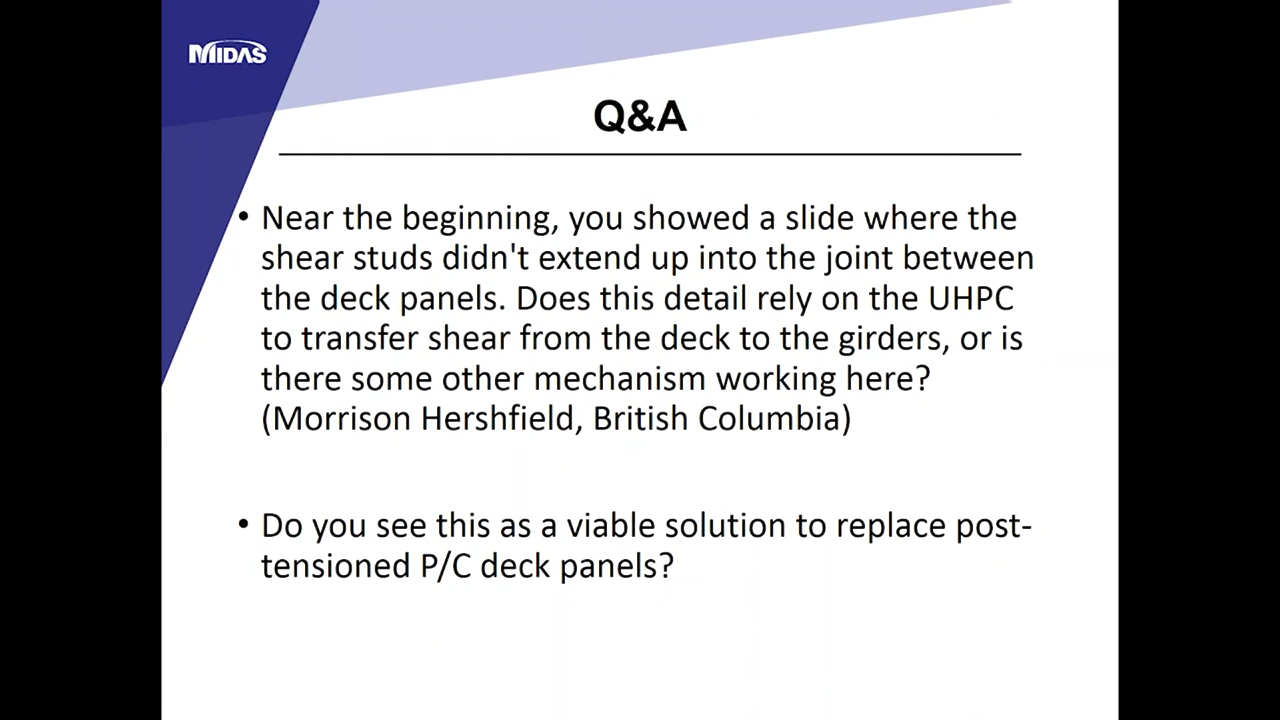 MIDAS
Q&A
• Near the beginning, you showed a slide where the
shear studs didn't extend up into the joint between
the deck panels. Does this detail rely on the UHPC
to transfer shear from the deck to the girders, or is
there some other mechanism working here?
(Morrison Hershfield, British Columbia)
• Do you see this as a viable solution to replace post-
tensioned P/C deck panels?